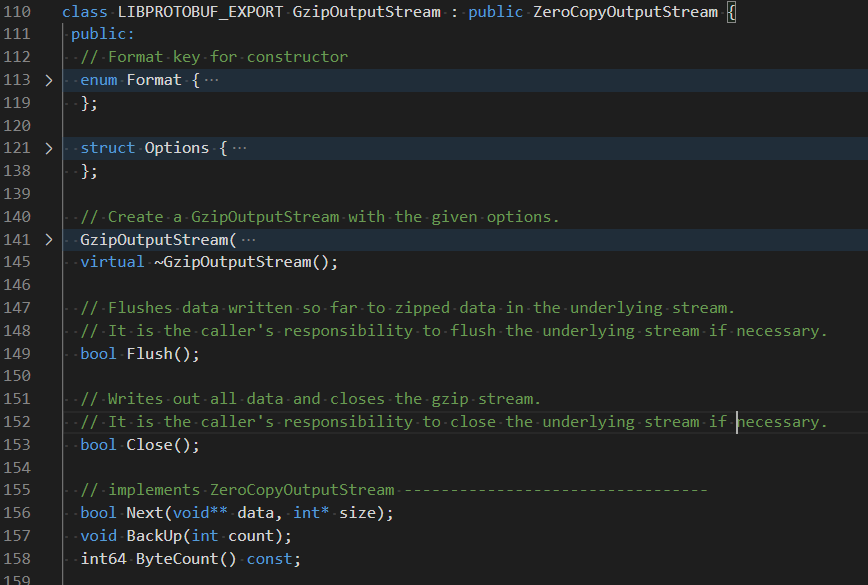 110 class LIBPROTOBUF_EXPORT GzipOutputStream : public ZeroCopyOutputStream {
111  public:
112   // Format key for constructor
113   enum Format { ···
119   };
120
121   struct Options { ···
138   };
139
140   // Create a GzipOutputStream with the given options.
141   GzipOutputStream( ···
145   virtual ~GzipOutputStream();
146
147   // Flushes data written so far to zipped data in the underlying stream.
148   // It is the caller's responsibility to flush the underlying stream if necessary.
149   bool Flush();
150
151   // Writes out all data and closes the gzip stream.
152   // It is the caller's responsibility to close the underlying stream if necessary.
153   bool Close();
154
155   // implements ZeroCopyOutputStream ---------------------------------
156   bool Next(void** data, int* size);
157   void BackUp(int count);
158   int64 ByteCount() const;
159